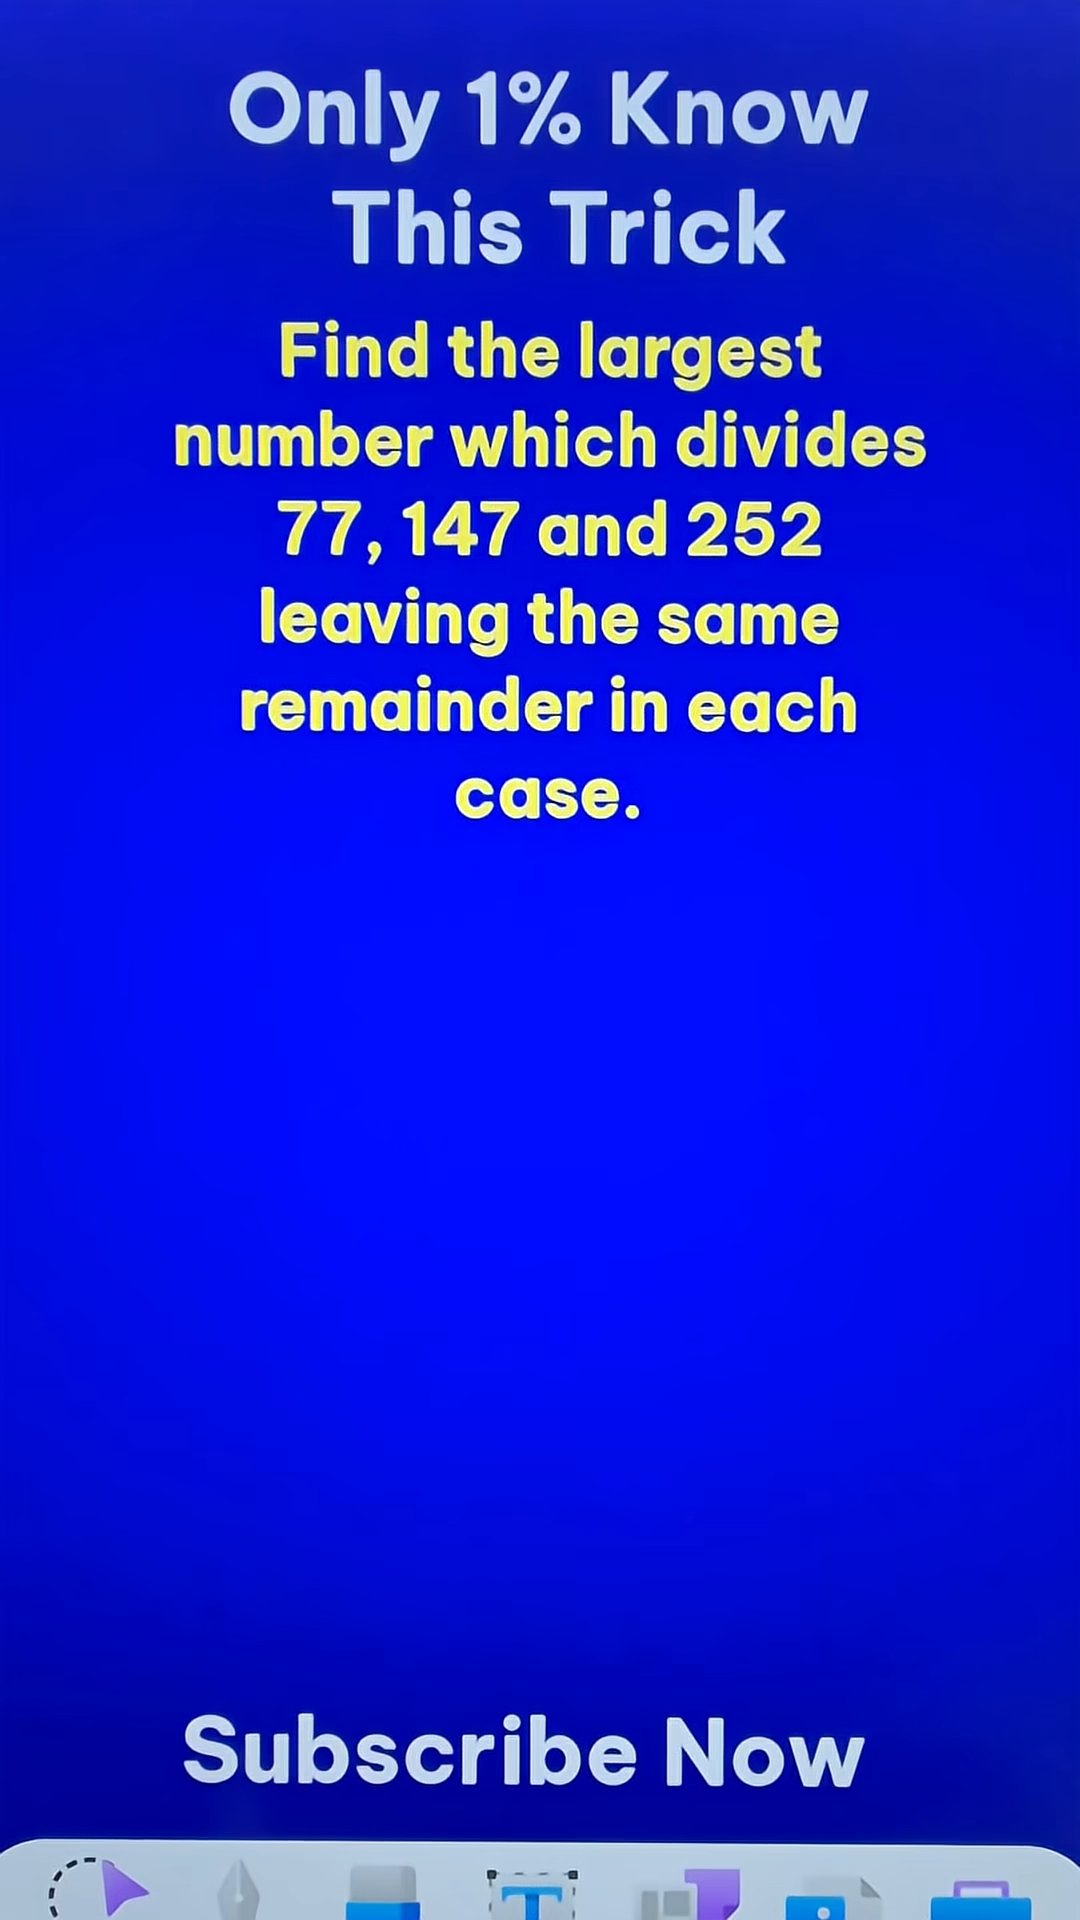 Only 1% Know
This Trick
Find the largest
number which divides
77, 147 and 252
leaving the same
remainder in each
case.
Subscribe Now